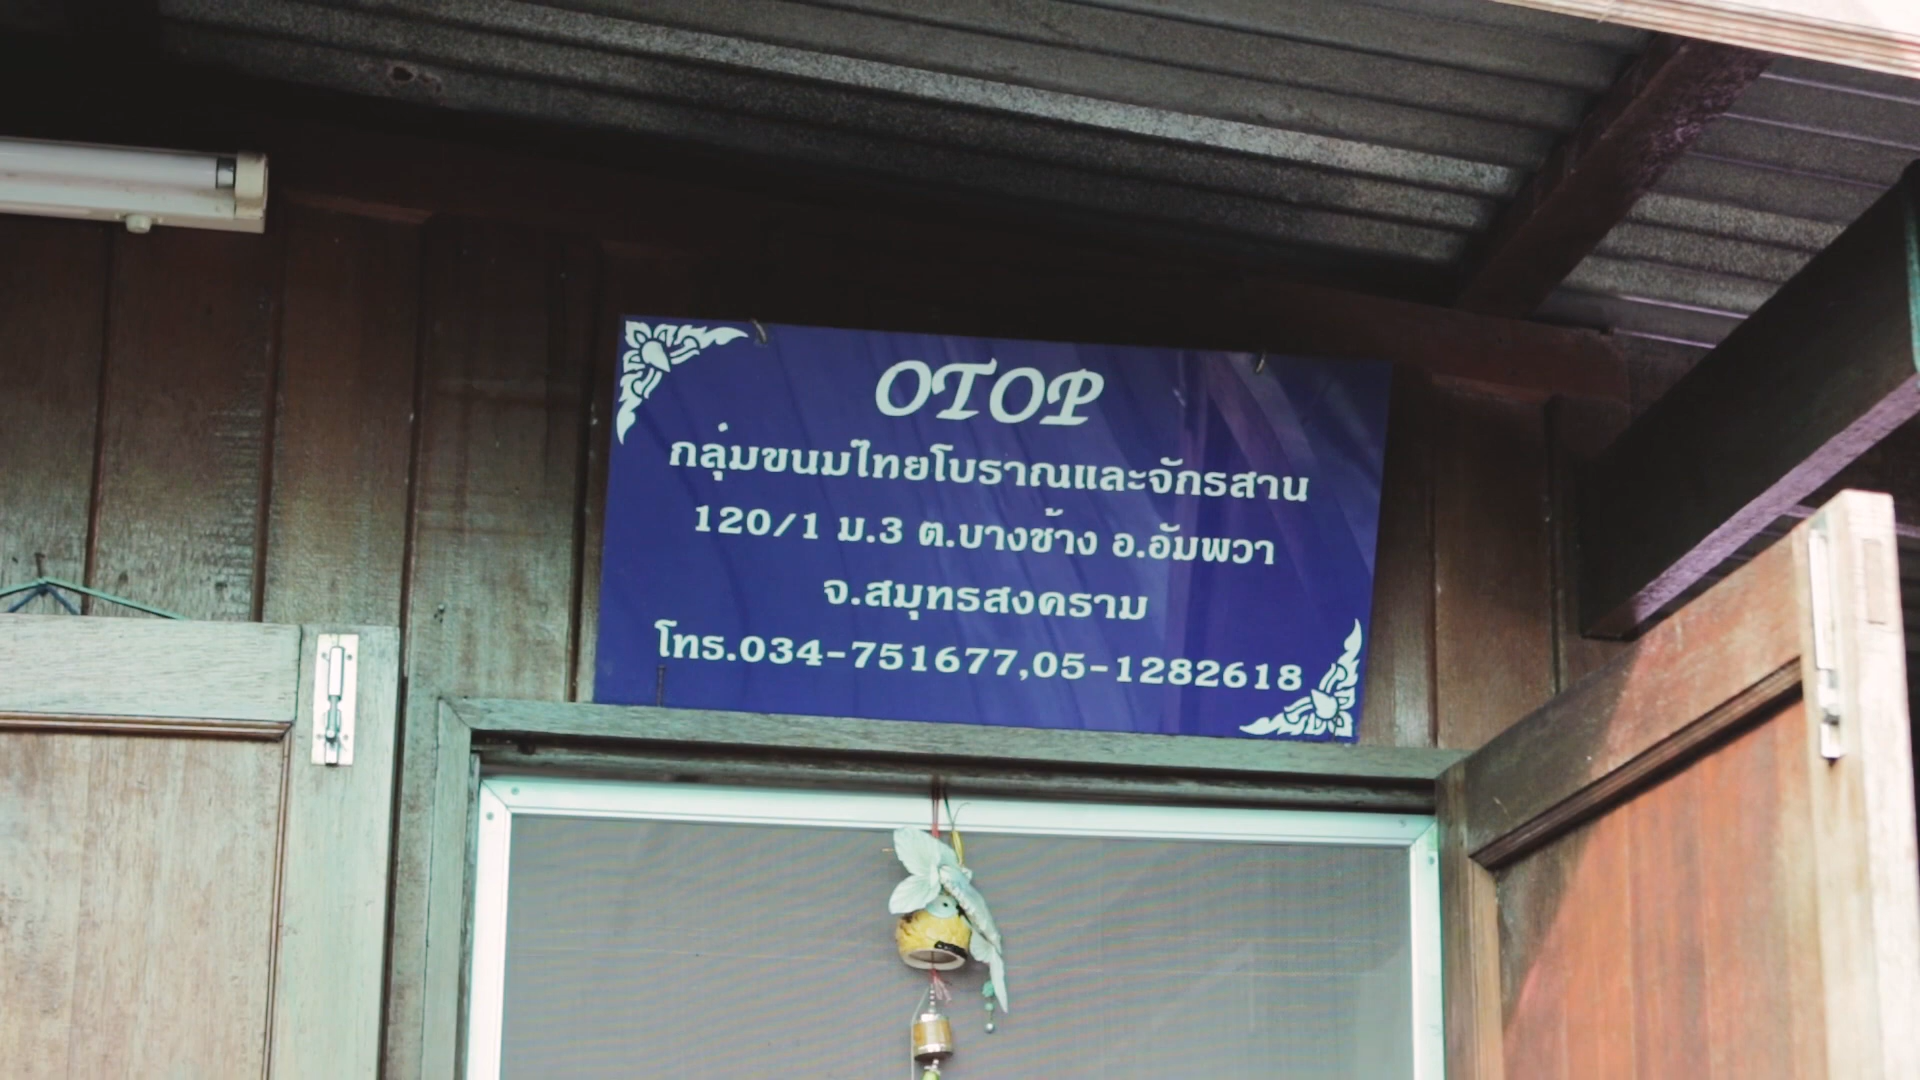 OTOP
กลุ่มขนมไทยโบราณและจักรสาน
120/1 ม.3 ต.บางช้าง อ.อัมพวา
จ.สมุทรสงคราม
โทร.034-751677,05-1282618